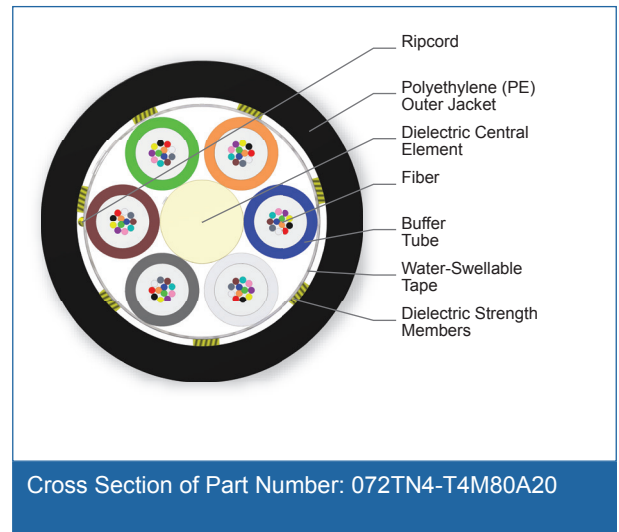 Ripcord
Polyethylene (PE)
Outer Jacket
Dielectric Central
Element
Fiber
Buffer
Tube
Water-Swellable
Tape
Dielectric Strength
Members
Cross Section of Part Number: 072TN4-T4M80A20